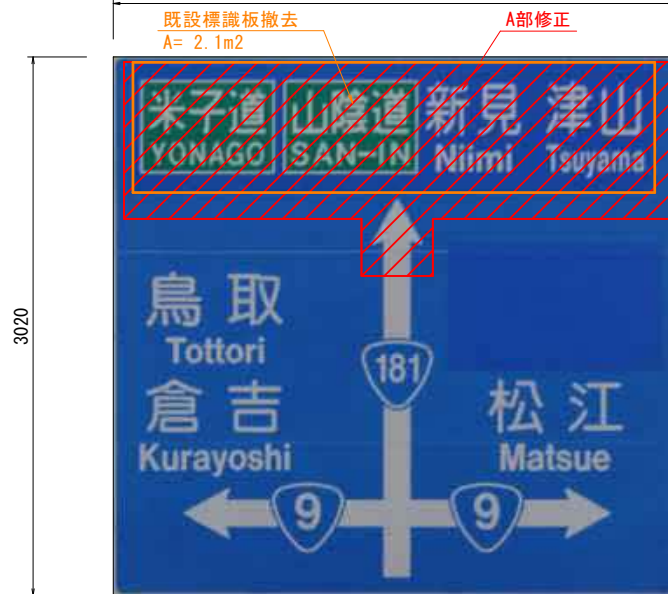 既設標識板撤去
A= 2.1m2
A部修正
米子道 山陰道 新見 津山
YONAGO SAN-IN Niimi Tsuyama
3020
鳥取
Tottori
181
倉吉
Kurayoshi
松江
Matsue
9
9